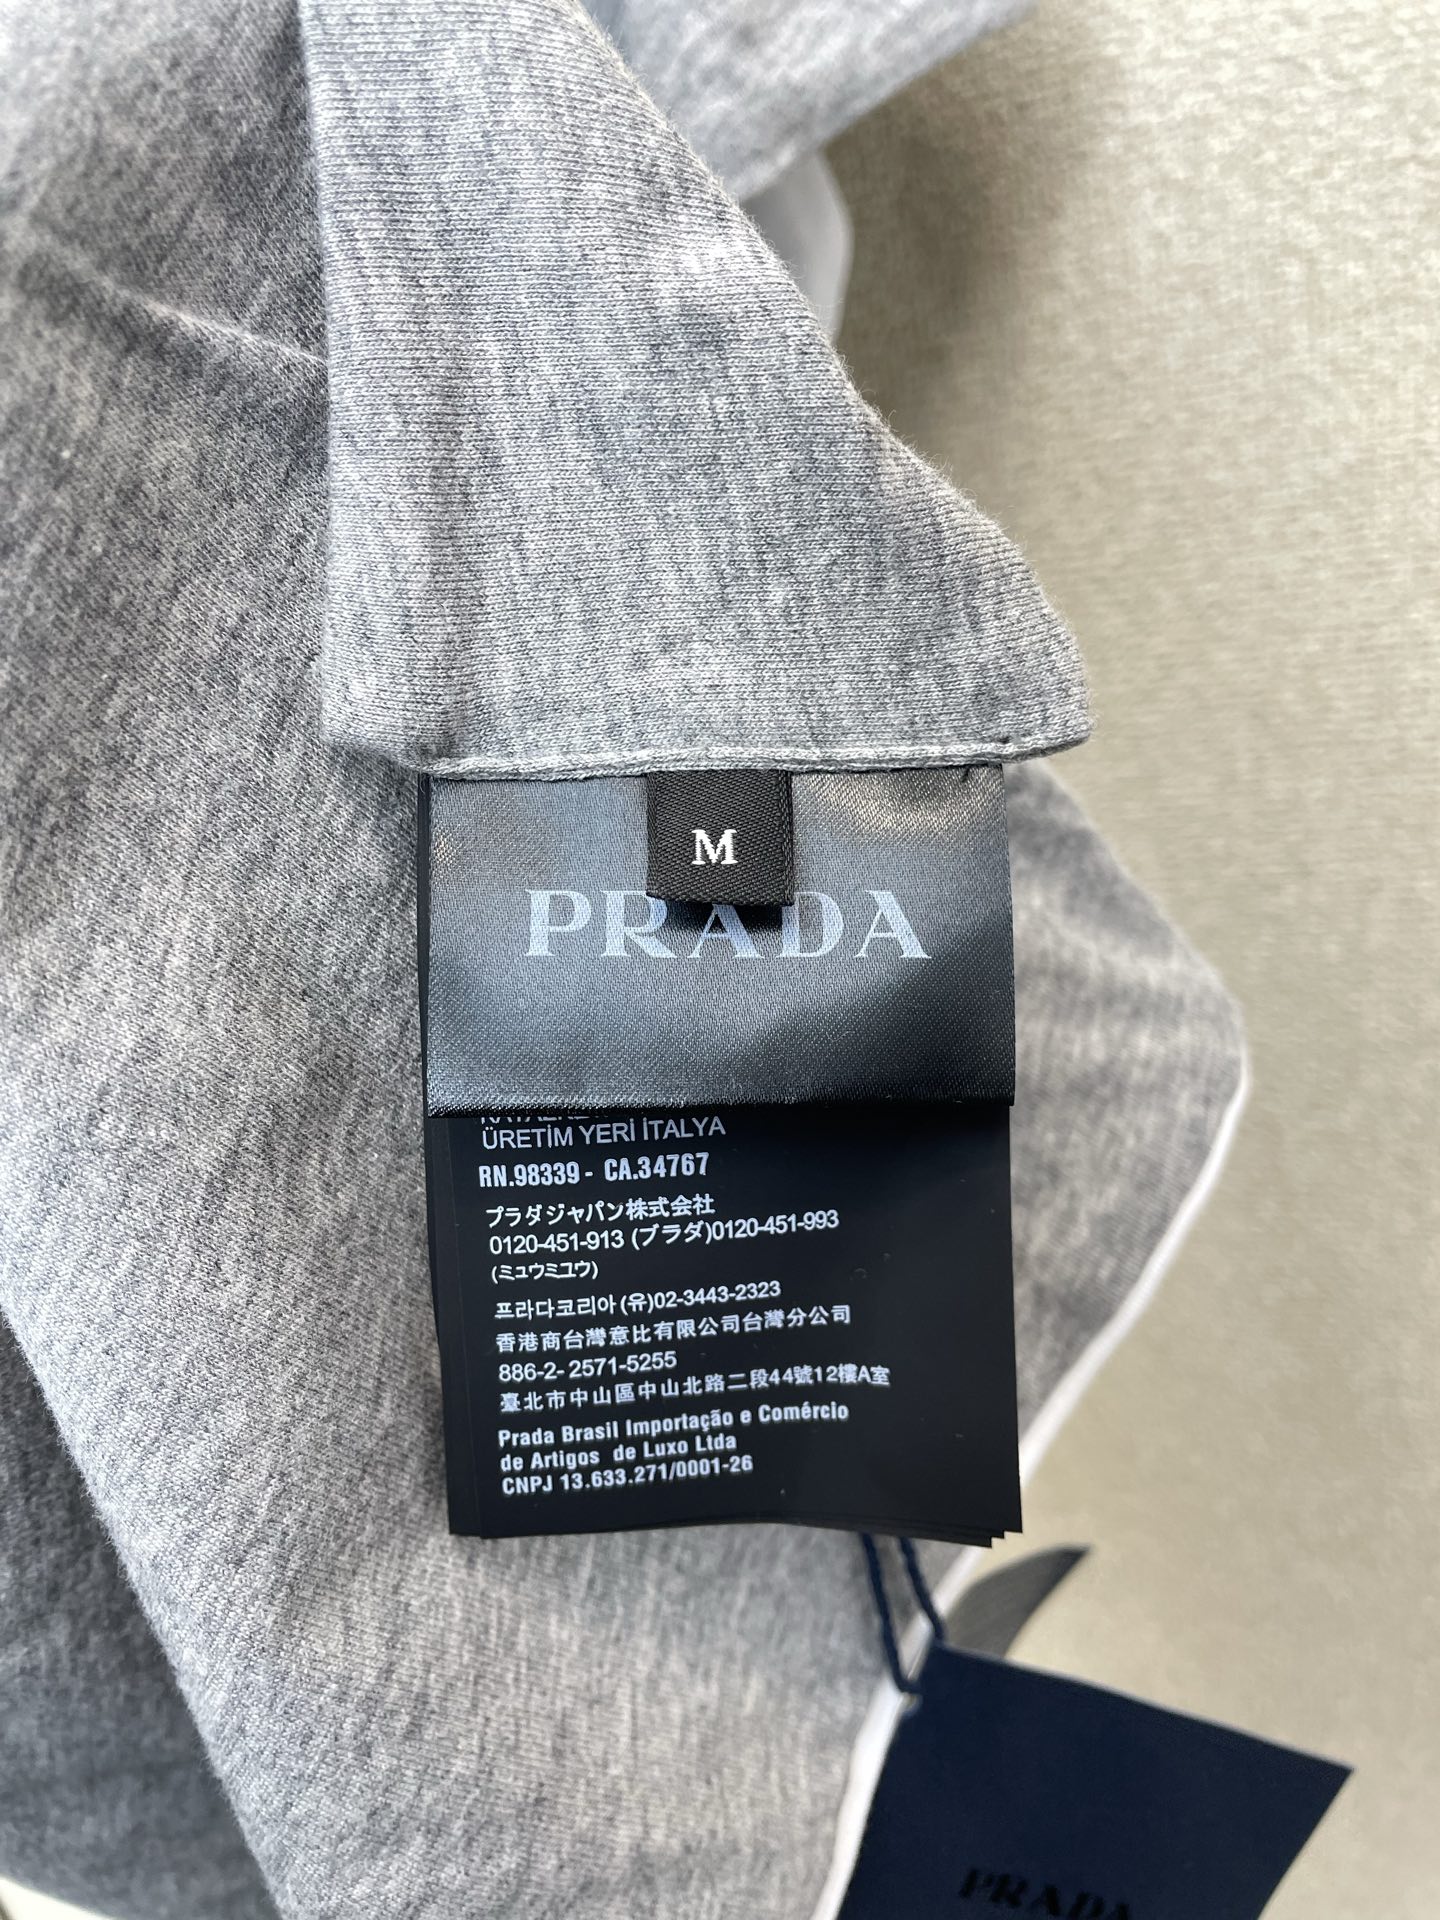 M
PRADA
ÜRETİM YERİ İTALYA
RN.98339 - CA.34767
プラダジャパン株式会社
0120-451-913 (プラダ)0120-451-993
(ミュウミュウ)
프라다코리아(유)02-3443-2323
香港商台灣意比有限公司台灣分公司
886-2- 2571-5255
臺北市中山區中山北路二段44號12樓A室
Prada Brasil Importação e Comércio
de Artigos de Luxo Ltda
CNPJ 13.633.271/0001-26
PRADA